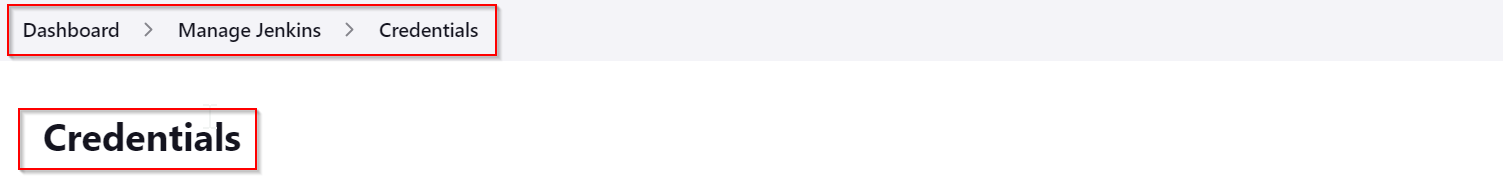 Dashboard > Manage Jenkins > Credentials
Credentials